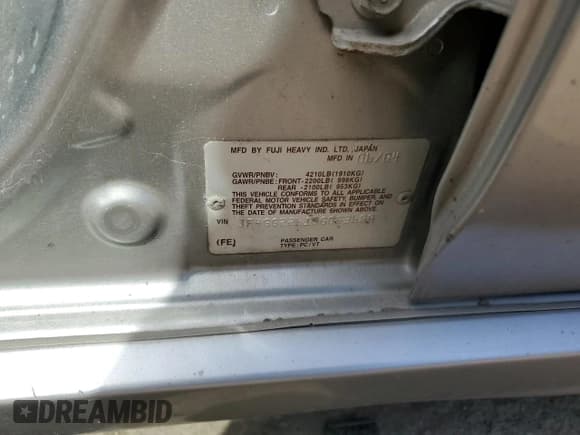 MFD BY FUJI HEAVY IND. LTD., JAPAN
MFD IN 06/04
GVWR/PNBV: 4210LB(1910KG)
GAWR/PNBE: FRONT-2200LB( 998KG)
REAR -2100LB( 953KG)
THIS VEHICLE CONFORMS TO ALL APPLICABLE
FEDERAL MOTOR VEHICLE SAFETY, BUMPER, AND
THEFT PREVENTION STANDARDS IN EFFECT ON
THE DATE OF MANUFACTURE SHOWN ABOVE.
VIN
(FE) PASSENGER CAR
TYPE: PC/VT
DREAMBID